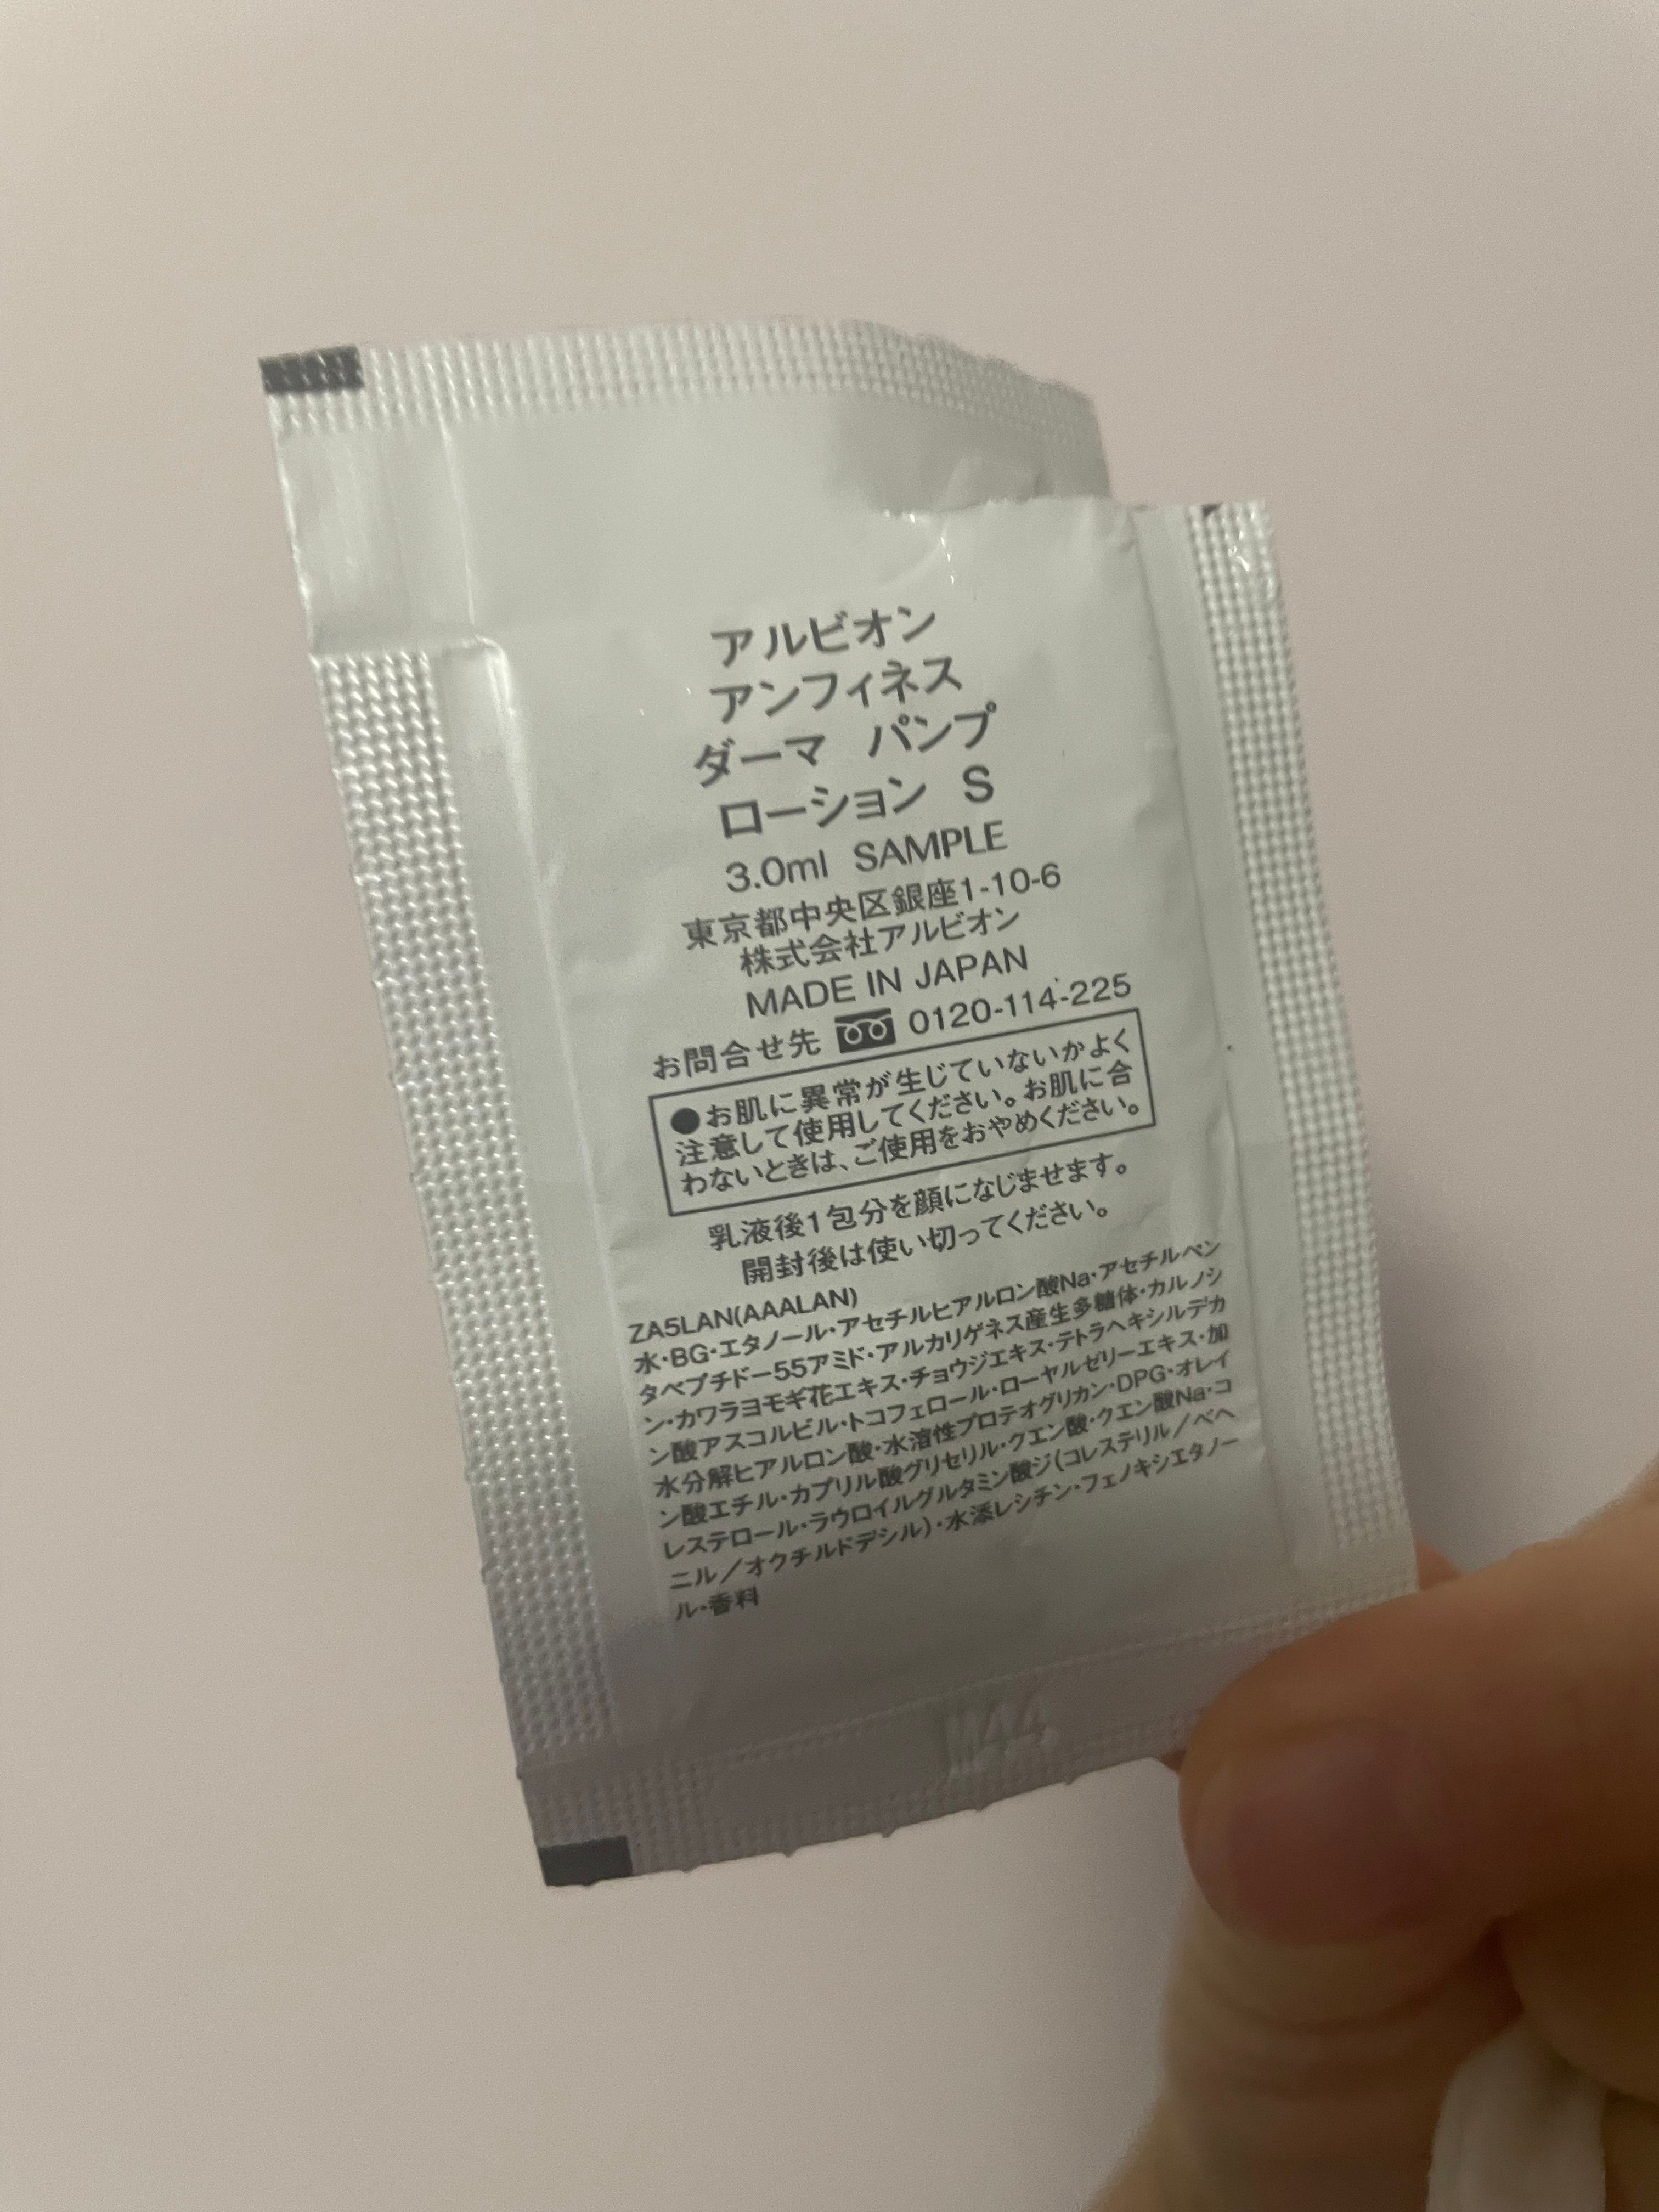 アルビオン
アンフィネス
ダーマ パンプ
ローション S
3.0ml SAMPLE
東京都中央区銀座1-10-6
株式会社アルビオン
MADE IN JAPAN
お問合せ先 0120-114-225
●お肌に異常が生じていないかよく
注意して使用してください。お肌に合
わないときは、ご使用をおやめください。
乳液後1包分を顔になじませます。
開封後は使い切ってください。
ZA5LAN(AAALAN)
水・BG・エタノール・アセチルヒアルロン酸Na・アセチルペン
タペプチド－55アミド・アルカリゲネス産生多糖体・カルノシ
ン・カワラヨモギ花エキス・チョウジエキス・テトラヘキシルデカ
ン酸アスコルビル・トコフェロール・ローヤルゼリーエキス・加
水分解ヒアルロン酸・水溶性プロテオグリカン・DPG・オレイ
ン酸エチル・カプリル酸グリセリル・クエン酸・クエン酸Na・コ
レステロール・ラウロイルグルタミン酸ジ(コレステリル／ベヘ
ニル／オクチルドデシル)・水添レシチン・フェノキシエタノー
ル・香料